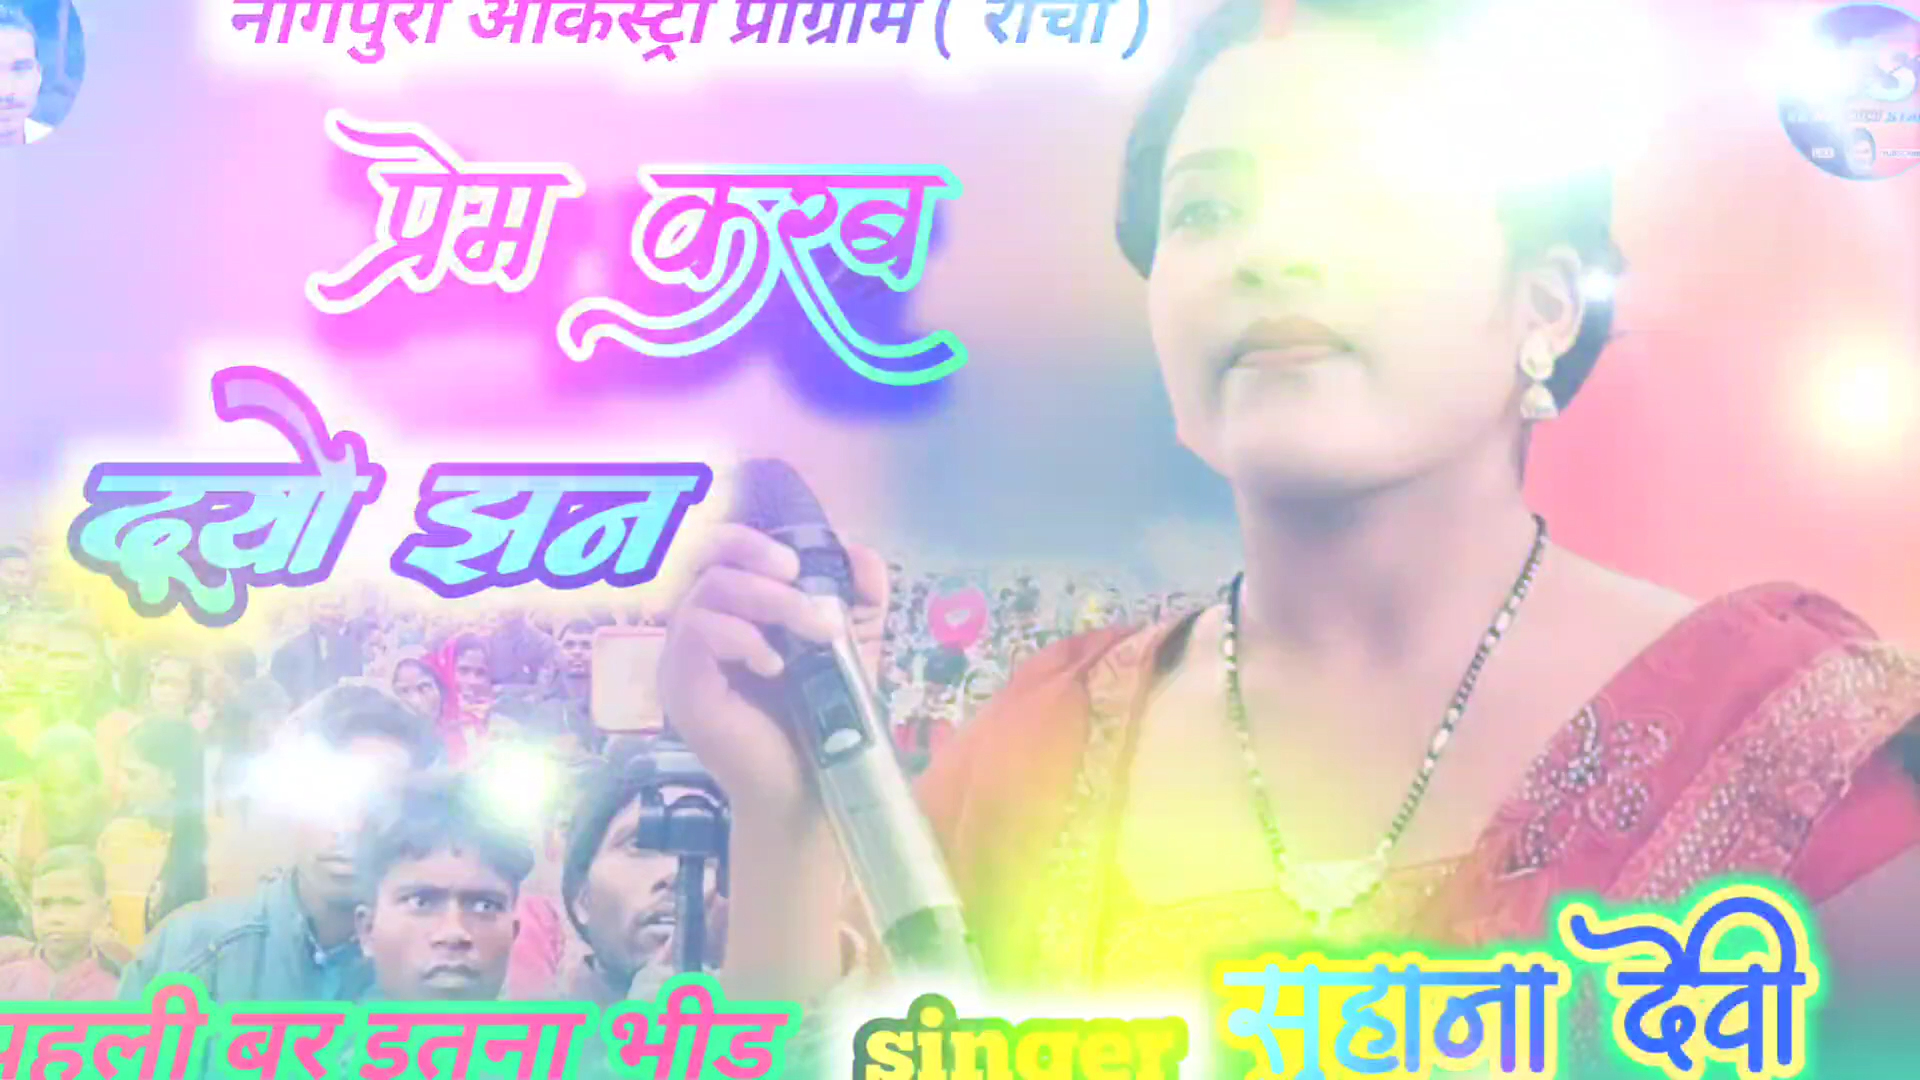 नागपुरी आर्केस्ट्रा प्रोग्राम ( रांची )
प्रेम करब
दूयो झन
पहली बर इतना भीड
singer सुहाना देवी